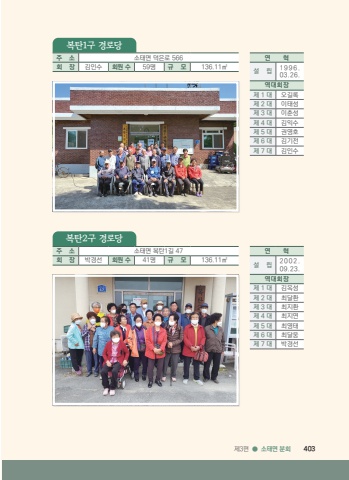 복탄1구 경로당
주 소 소태면 덕은로 566
회 장 김인수 회원 수 59명 규 모 136.11㎡
연 혁
설 립 1996. 03.26.
역대회장
제 1 대 오길록
제 2 대 이태성
제 3 대 이춘성
제 4 대 김익수
제 5 대 권영호
제 6 대 김기전
제 7 대 김인수
복탄2구 경로당
주 소 소태면 복탄1길 47
회 장 박경선 회원 수 41명 규 모 136.11㎡
연 혁
설 립 2002. 09.23.
역대회장
제 1 대 김옥성
제 2 대 최달환
제 3 대 최지환
제 4 대 최지연
제 5 대 최명태
제 6 대 최달웅
제 7 대 박경선
제3편 ● 소태면 문화 403